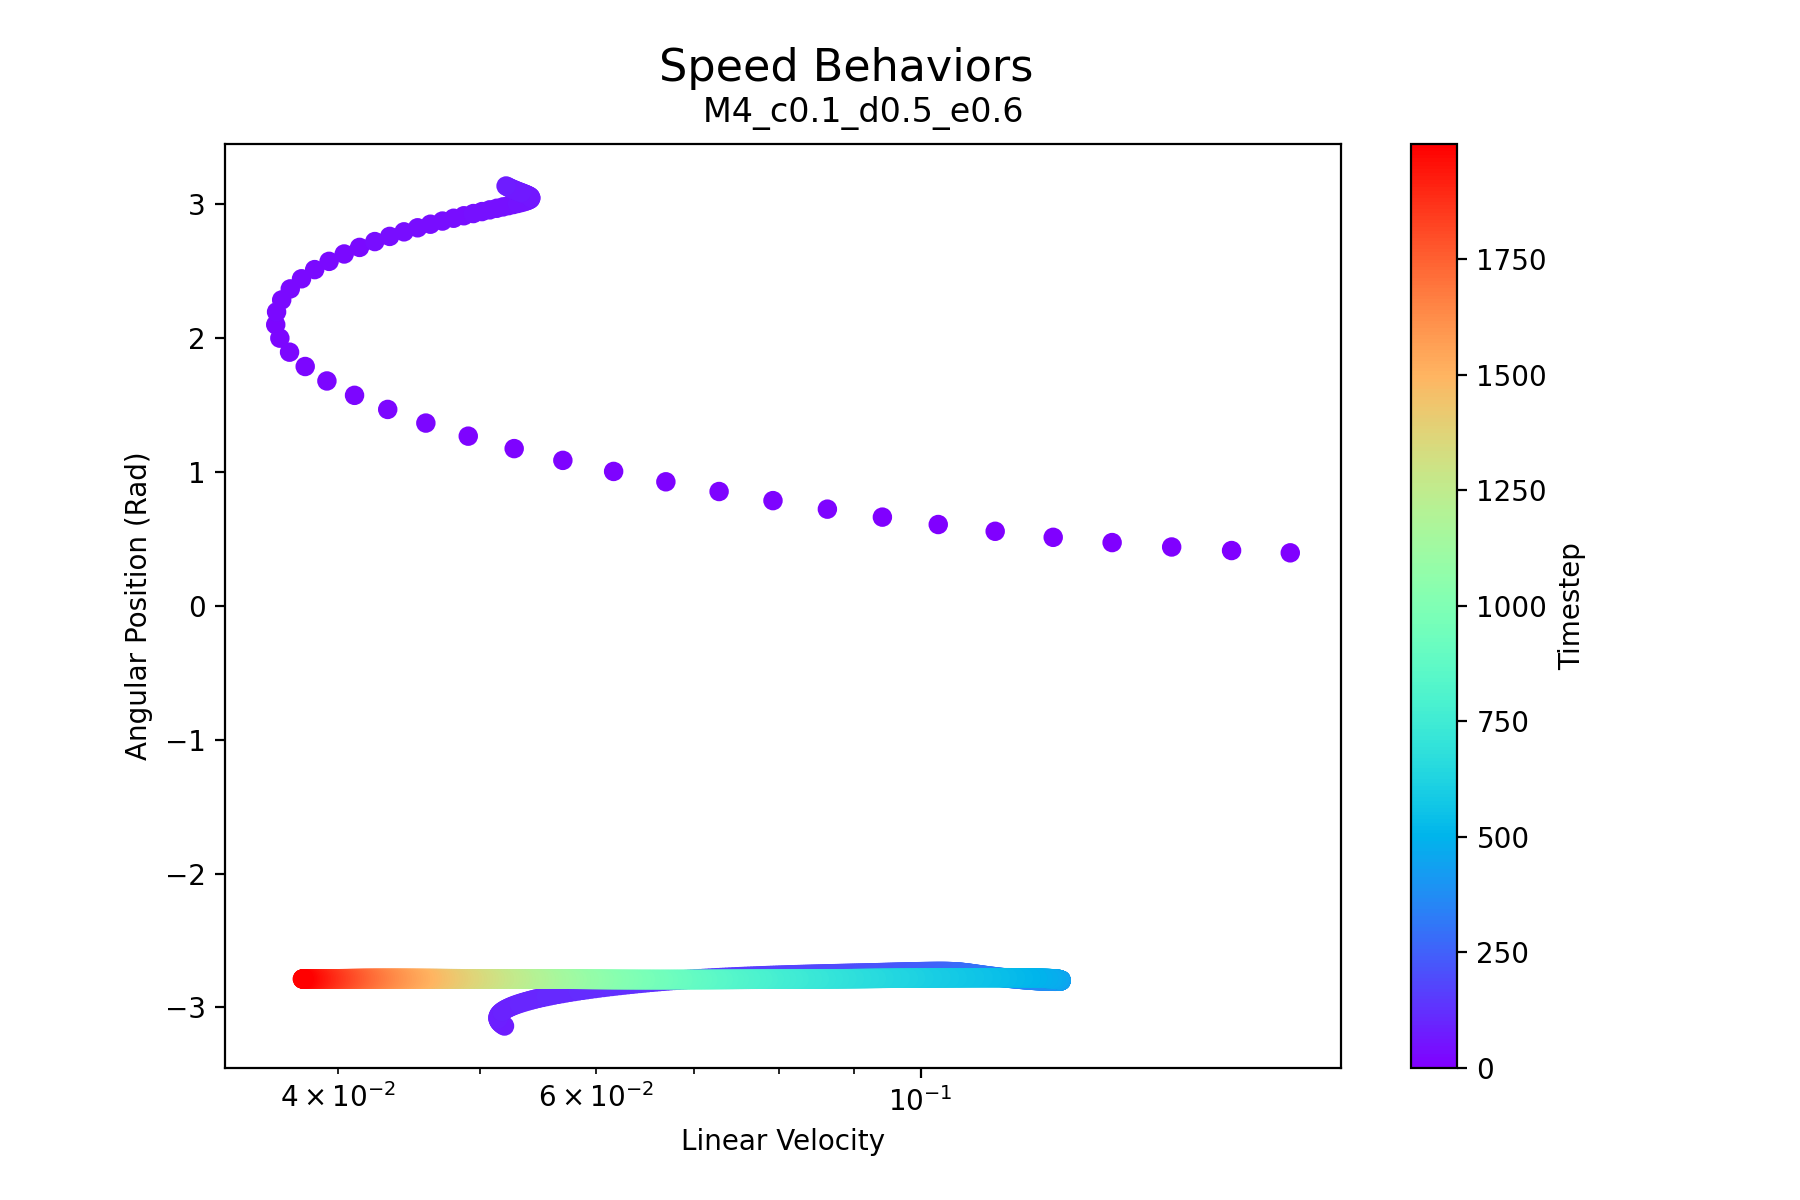 Speed Behaviors
M4_c0.1_d0.5_e0.6
Angular Position (Rad)
3
2
1
0
−1
−2
−3
4 × 10⁻²
6 × 10⁻²
10⁻¹
Linear Velocity
1750
1500
1250
1000
750
500
250
0
Timestep